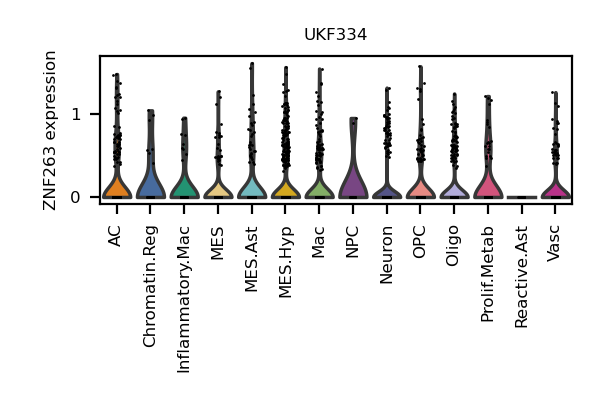 UKF334
ZNF263 expression
1
0
AC
Chromatin.Reg
Inflammatory.Mac
MES
MES.Ast
MES.Hyp
Mac
NPC
Neuron
OPC
Oligo
Prolif.Metab
Reactive.Ast
Vasc